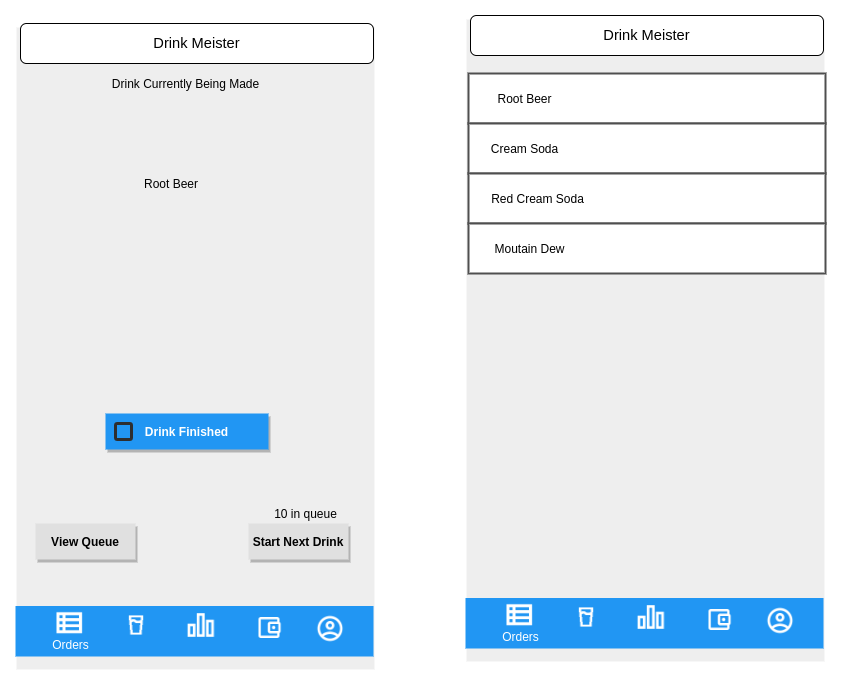 Drink Meister
Drink Currently Being Made
Root Beer
Drink Finished
10 in queue
View Queue
Start Next Drink
Orders
Drink Meister
Root Beer
Cream Soda
Red Cream Soda
Moutain Dew
Orders